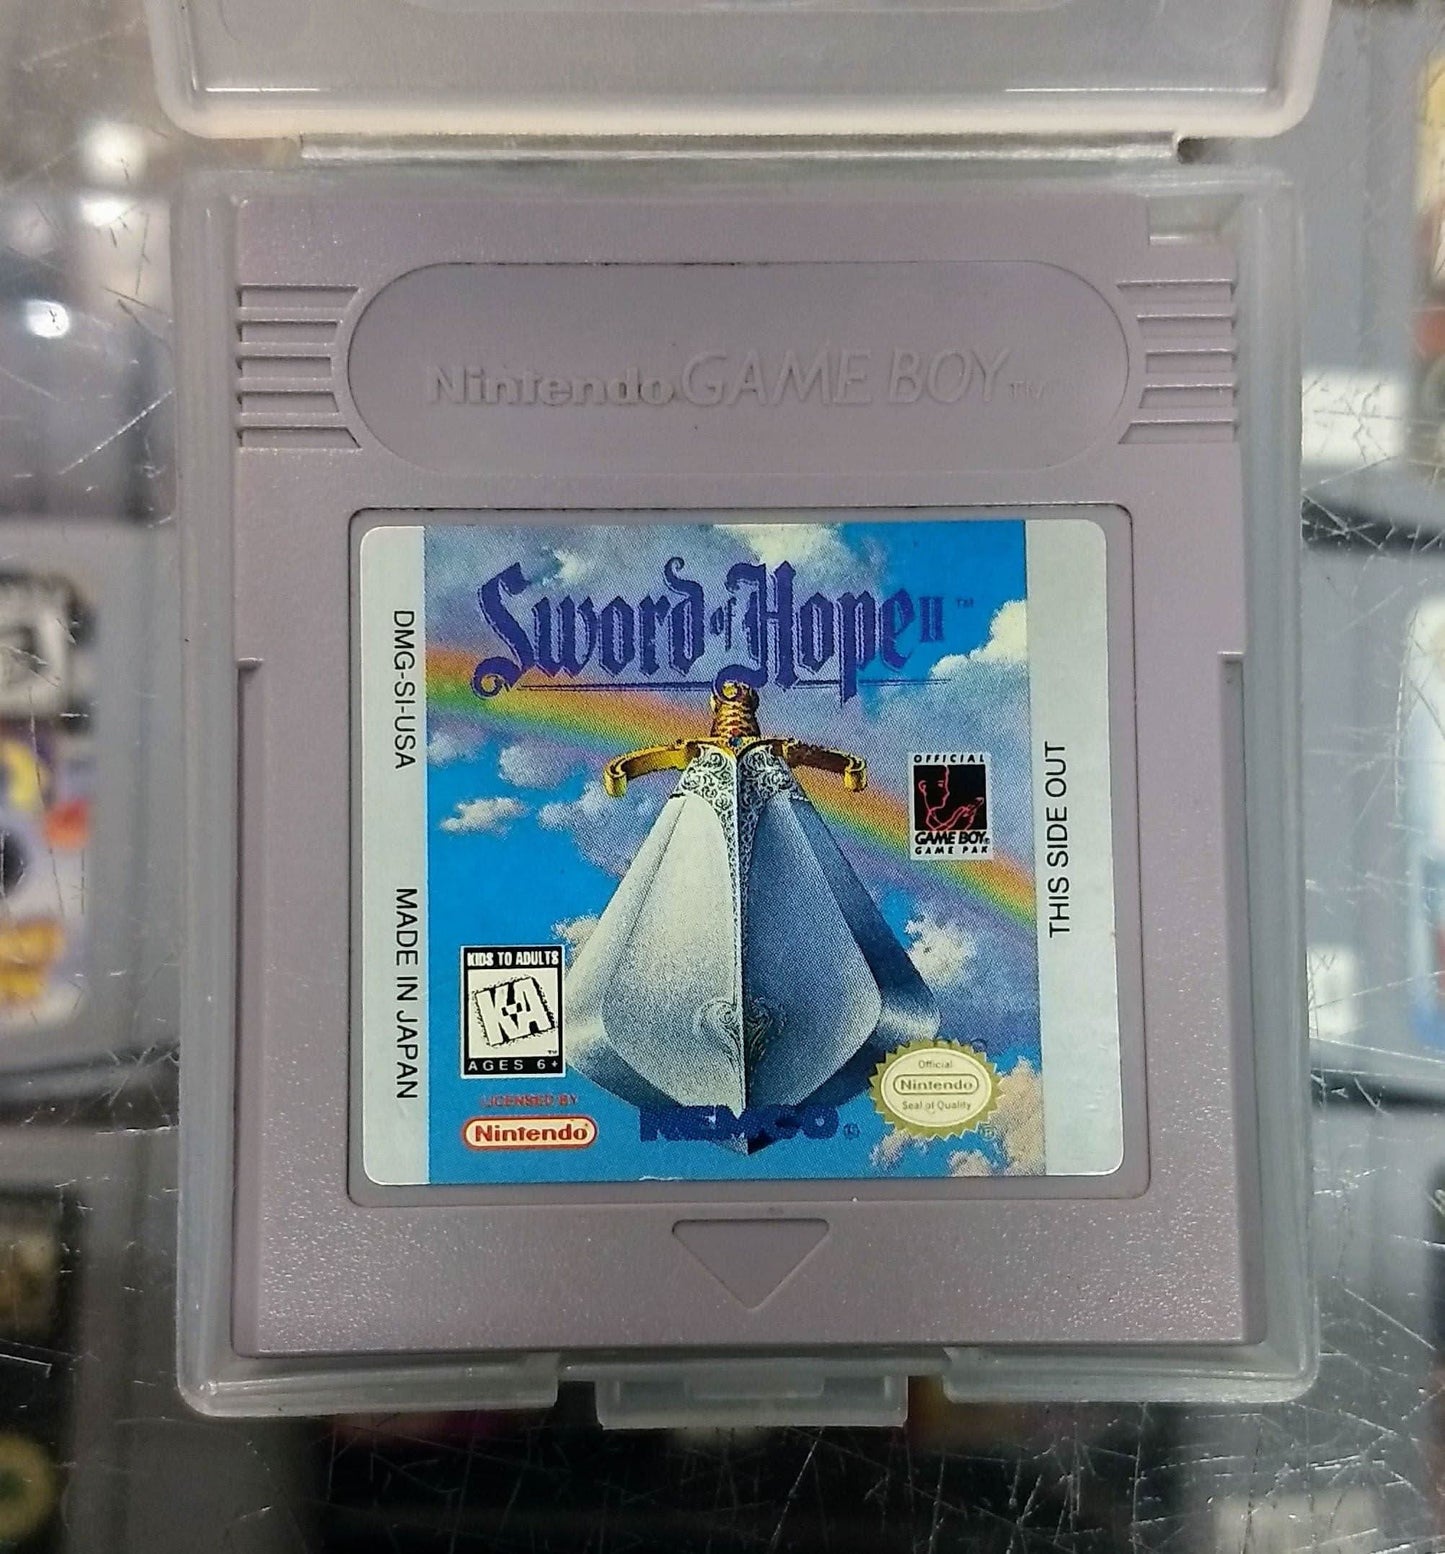 Nintendo GAME BOY TM
Sword of Hope II TM
DMG-SI-USA
MADE IN JAPAN
THIS SIDE OUT
OFFICIAL
GAME BOY®
GAME PAK
KIDS TO ADULTS
K-A
TM
AGES 6+
LICENSED BY
Nintendo
KEMCO ®
Official
Nintendo
Seal of Quality
®